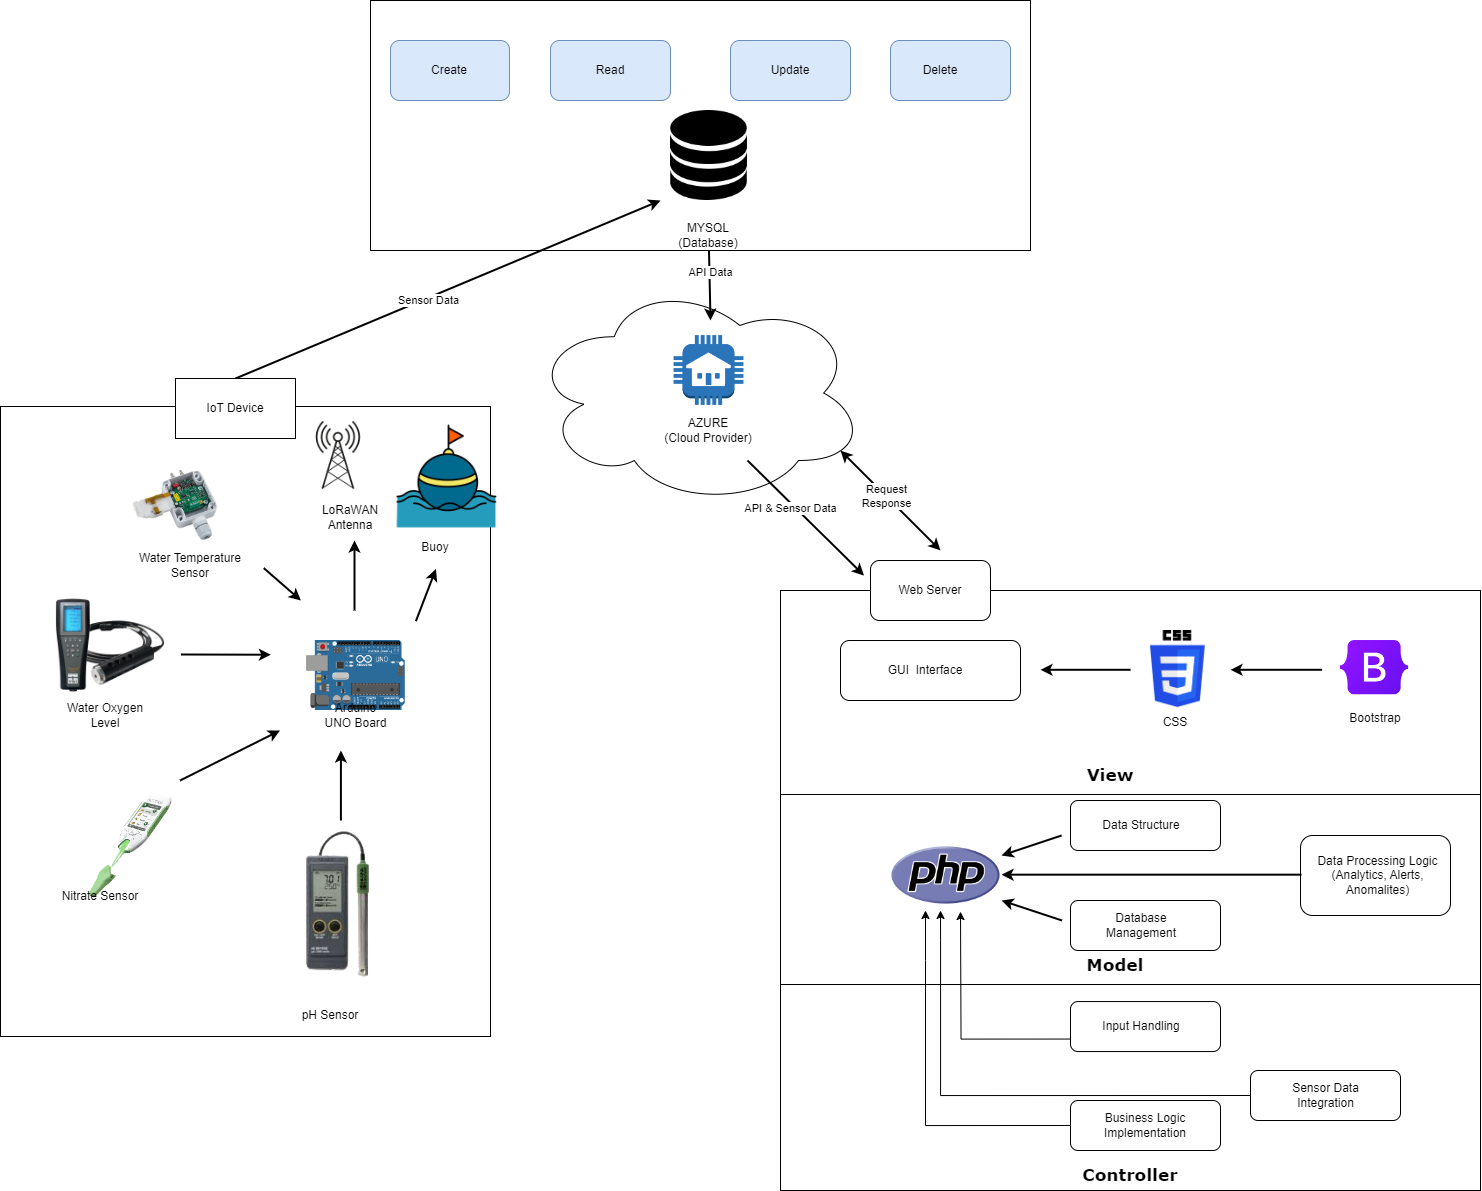 Create
Read
Update
Delete
MYSQL
(Database)
API Data
Sensor Data
AZURE
(Cloud Provider)
Request
Response
API & Sensor Data
IoT Device
LoRaWAN
Antenna
Buoy
Water Temperature
Sensor
Water Oxygen
Level
UNO
Arduino
UNO Board
Nitrate Sensor
7.01
pH Sensor
Web Server
GUI Interface
CSS
CSS
B
Bootstrap
View
Data Structure
php
Data Processing Logic
(Analytics, Alerts,
Anomalites)
Database
Management
Model
Input Handling
Sensor Data
Integration
Business Logic
Implementation
Controller